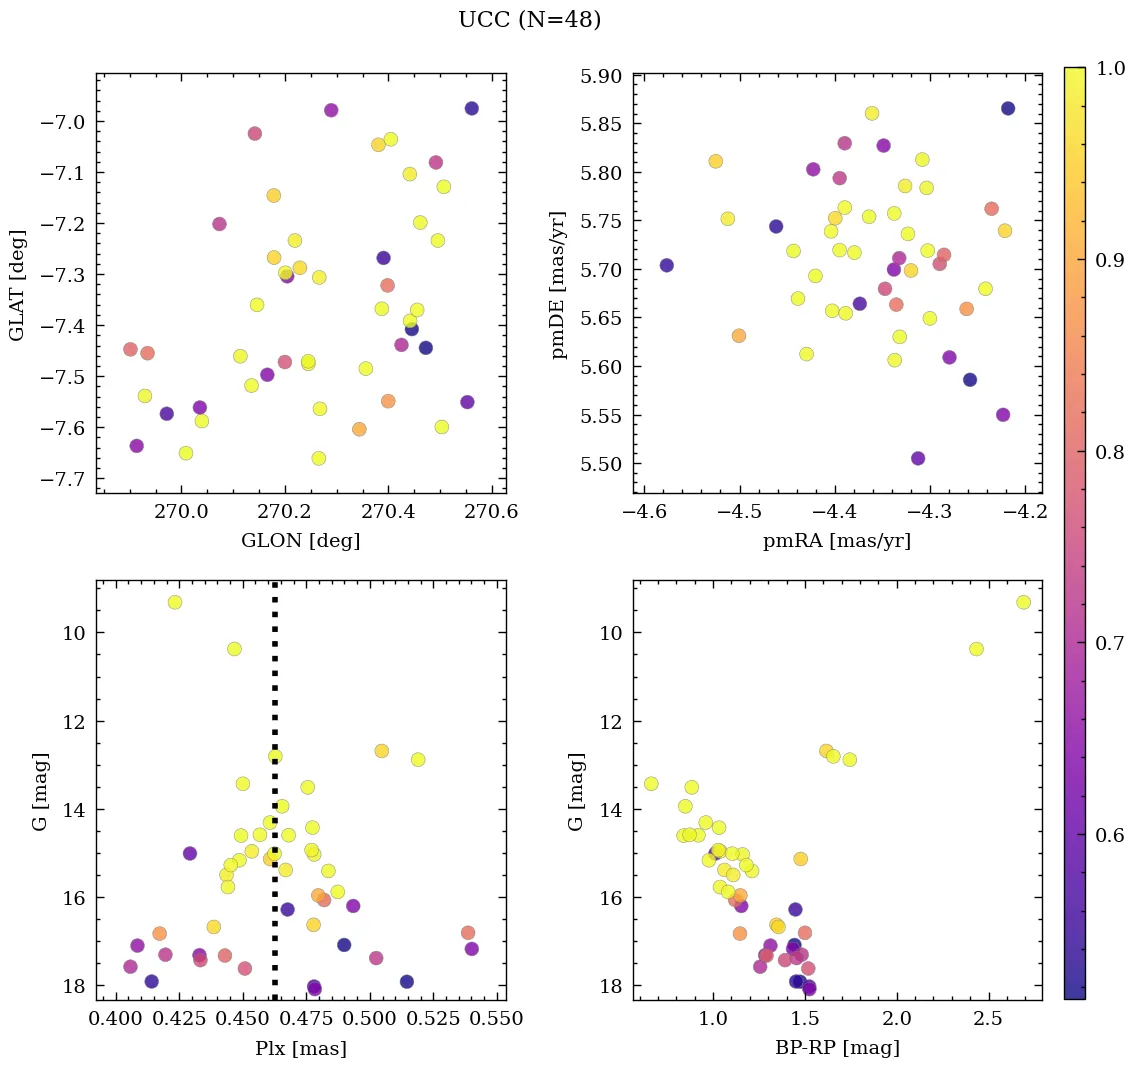 UCC (N=48)
−7.0
−7.1
−7.2
−7.3
−7.4
−7.5
−7.6
−7.7
GLAT [deg]
270.0 270.2 270.4 270.6
GLON [deg]
5.90
5.85
5.80
5.75
5.70
5.65
5.60
5.55
5.50
pmDE [mas/yr]
−4.6 −4.5 −4.4 −4.3 −4.2
pmRA [mas/yr]
10
12
14
16
18
G [mag]
0.400 0.425 0.450 0.475 0.500 0.525 0.550
Plx [mas]
10
12
14
16
18
G [mag]
1.0 1.5 2.0 2.5
BP-RP [mag]
1.0
0.9
0.8
0.7
0.6